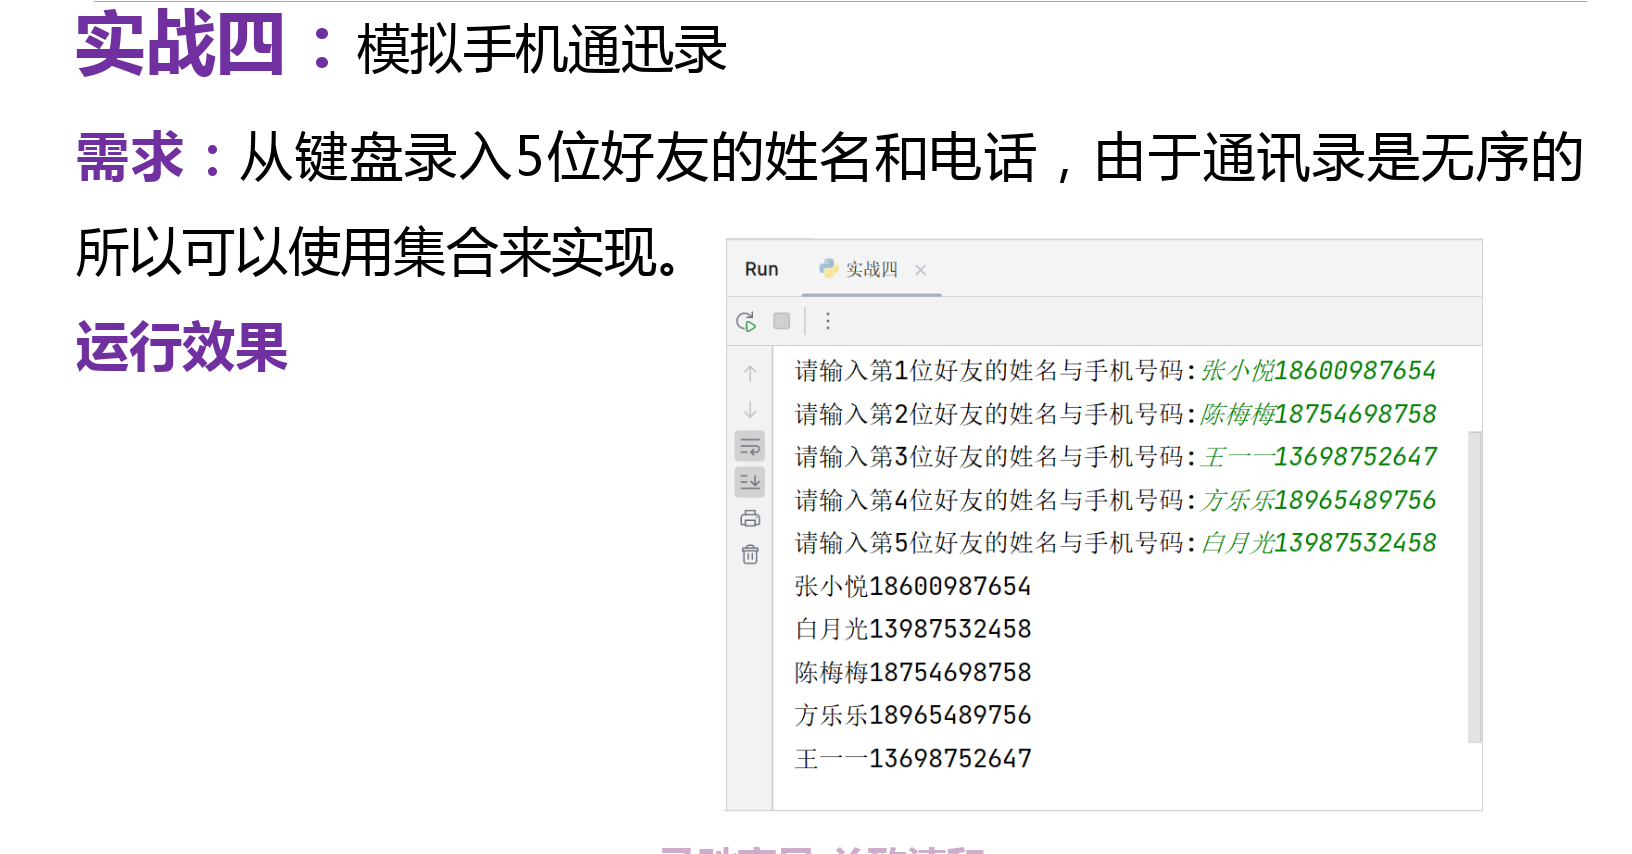 实战四：模拟手机通迅录
需求：从键盘录入5位好友的姓名和电话，由于通讯录是无序的
所以可以使用集合来实现。
运行效果
Run 实战四
请输入第1位好友的姓名与手机号码:张小悦18600987654
请输入第2位好友的姓名与手机号码:陈梅梅18754698758
请输入第3位好友的姓名与手机号码:王一一13698752647
请输入第4位好友的姓名与手机号码:方乐乐18965489756
请输入第5位好友的姓名与手机号码:白月光13987532458
张小悦18600987654
白月光13987532458
陈梅梅18754698758
方乐乐18965489756
王一一13698752647